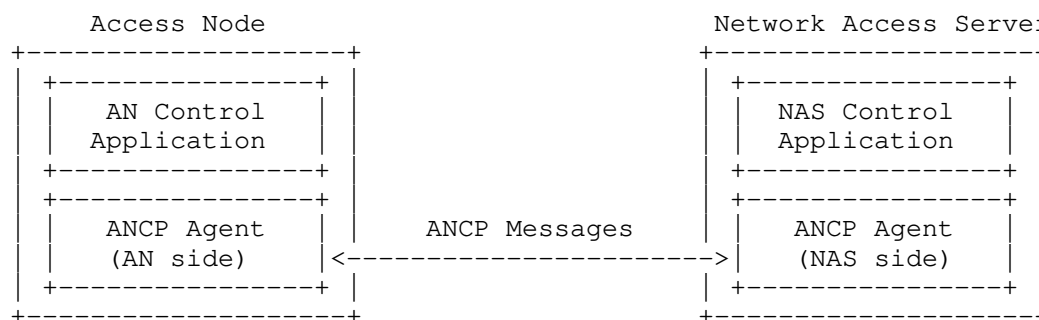 Access Node Network Access Server
AN Control NAS Control
Application Application
ANCP Agent ANCP Messages ANCP Agent
(AN side) (NAS side)